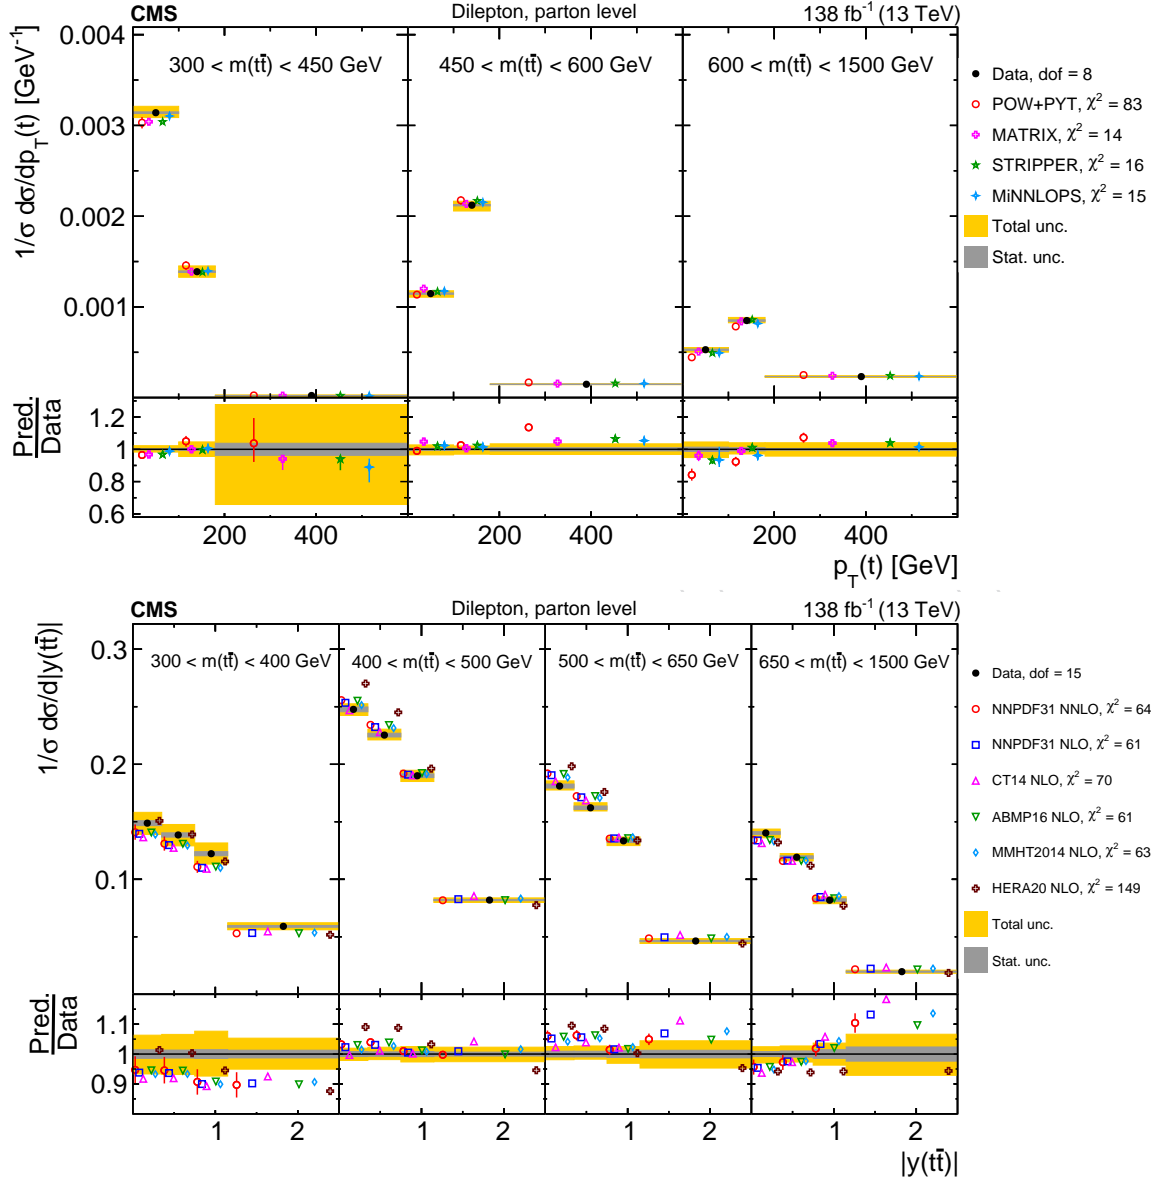 CMS Dilepton, parton level 138 fb⁻¹ (13 TeV)
1/σ dσ/dp_T(t) [GeV⁻¹]
0.004
0.003
0.002
0.001
300 < m(tt̄) < 450 GeV
450 < m(tt̄) < 600 GeV
600 < m(tt̄) < 1500 GeV
Data, dof = 8
POW+PYT, χ² = 83
MATRIX, χ² = 14
STRIPPER, χ² = 16
MiNNLOPS, χ² = 15
Total unc.
Stat. unc.
Pred.
Data
1.2
1
0.8
0.6
200 400 200 400 200 400
p_T(t) [GeV]
CMS Dilepton, parton level 138 fb⁻¹ (13 TeV)
1/σ dσ/d|y(tt̄)|
0.3
0.2
0.1
300 < m(tt̄) < 400 GeV
400 < m(tt̄) < 500 GeV
500 < m(tt̄) < 650 GeV
650 < m(tt̄) < 1500 GeV
Data, dof = 15
NNPDF31 NNLO, χ² = 64
NNPDF31 NLO, χ² = 61
CT14 NLO, χ² = 70
ABMP16 NLO, χ² = 61
MMHT2014 NLO, χ² = 63
HERA20 NLO, χ² = 149
Total unc.
Stat. unc.
Pred.
Data
1.1
1
0.9
1 2 1 2 1 2 1 2
|y(tt̄)|